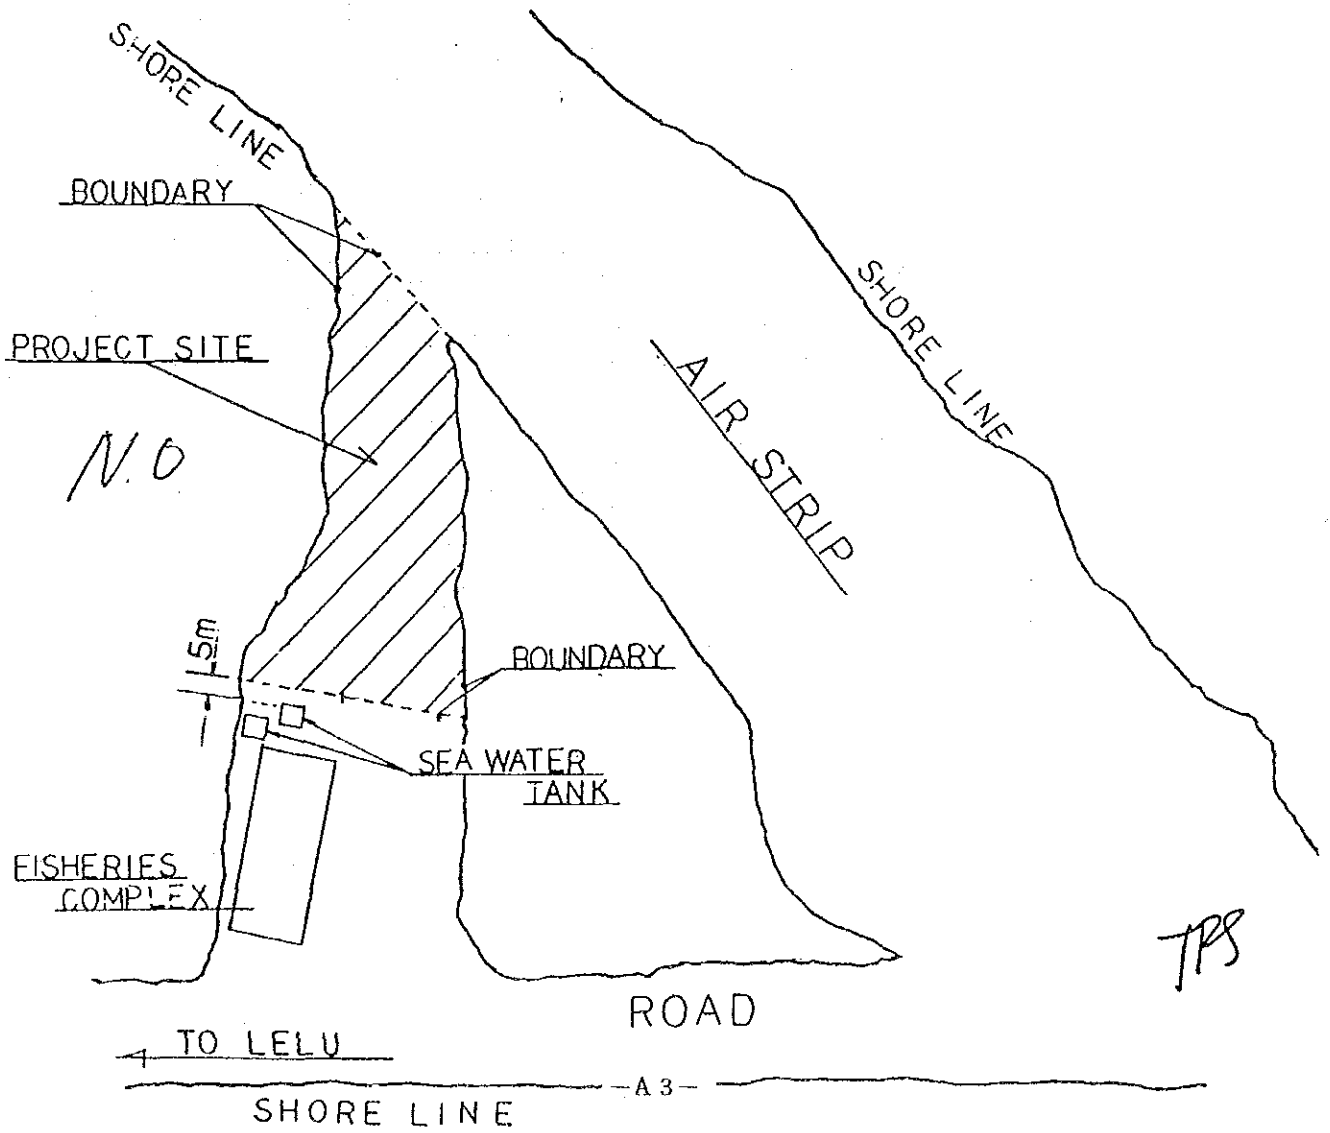 SHORE LINE
BOUNDARY
SHORE LINE
PROJECT SITE
AIR STRIP
N.O
5m
BOUNDARY
SEA WATER
TANK
FISHERIES
COMPLEX
TPS
ROAD
TO LELU
-A3-
SHORE LINE